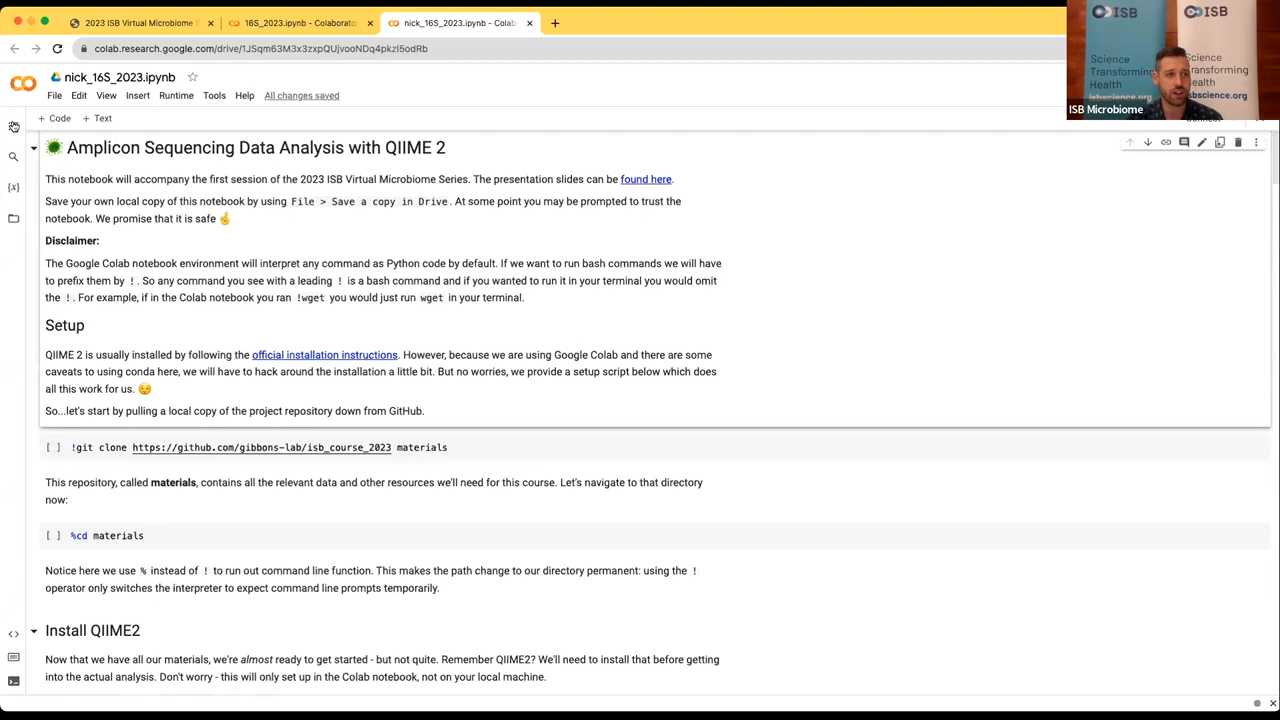 2023 ISB Virtual Microbiome
16S_2023.ipynb - Colaborator
nick_16S_2023.ipynb - Colab
colab.research.google.com/drive/1JSqm63M3x3zxpQUjvooNDq4pkzl5odRb
nick_16S_2023.ipynb
File Edit View Insert Runtime Tools Help All changes saved
+ Code + Text
ISB
ISB
Science
Transforming
Health
isbscience.org
ransforming
Health
sbscience.org
ISB Microbiome
Amplicon Sequencing Data Analysis with QIIME 2
This notebook will accompany the first session of the 2023 ISB Virtual Microbiome Series. The presentation slides can be found here.
Save your own local copy of this notebook by using File > Save a copy in Drive. At some point you may be prompted to trust the
notebook. We promise that it is safe 🤞
Disclaimer:
The Google Colab notebook environment will interpret any command as Python code by default. If we want to run bash commands we will have
to prefix them by !. So any command you see with a leading ! is a bash command and if you wanted to run it in your terminal you would omit
the !. For example, if in the Colab notebook you ran !wget you would just run wget in your terminal.
Setup
QIIME 2 is usually installed by following the official installation instructions. However, because we are using Google Colab and there are some
caveats to using conda here, we will have to hack around the installation a little bit. But no worries, we provide a setup script below which does
all this work for us. 😊
So...let's start by pulling a local copy of the project repository down from GitHub.
[ ] !git clone https://github.com/gibbons-lab/isb_course_2023 materials
This repository, called materials, contains all the relevant data and other resources we'll need for this course. Let's navigate to that directory
now:
[ ] %cd materials
Notice here we use % instead of ! to run out command line function. This makes the path change to our directory permanent: using the !
operator only switches the interpreter to expect command line prompts temporarily.
Install QIIME2
Now that we have all our materials, we're almost ready to get started - but not quite. Remember QIIME2? We'll need to install that before getting
into the actual analysis. Don't worry - this will only set up in the Colab notebook, not on your local machine.